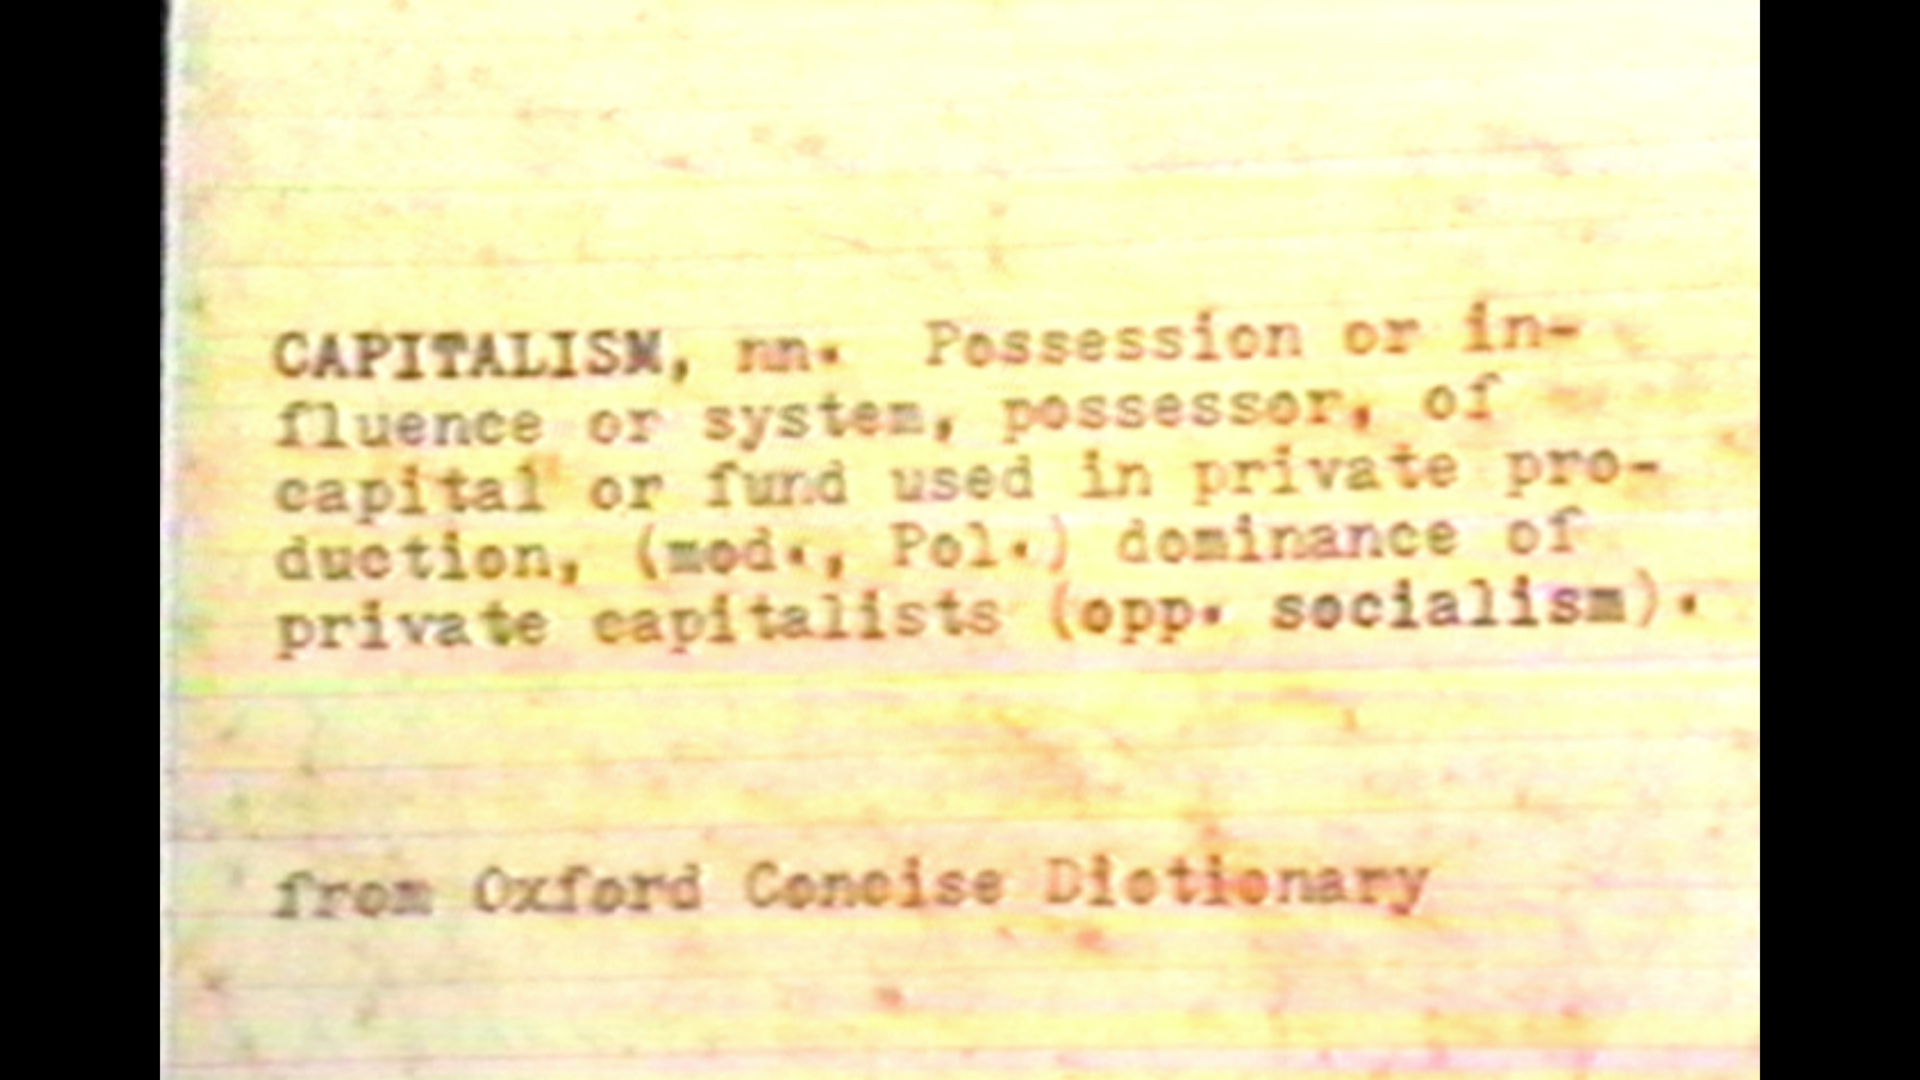 CAPITALISM, nn. Possession or in-
fluence or system, possessor, of
capital or fund used in private pro-
duction, (mod., Pol.) dominance of
private capitalists (opp. socialism).
from Oxford Concise Dictionary